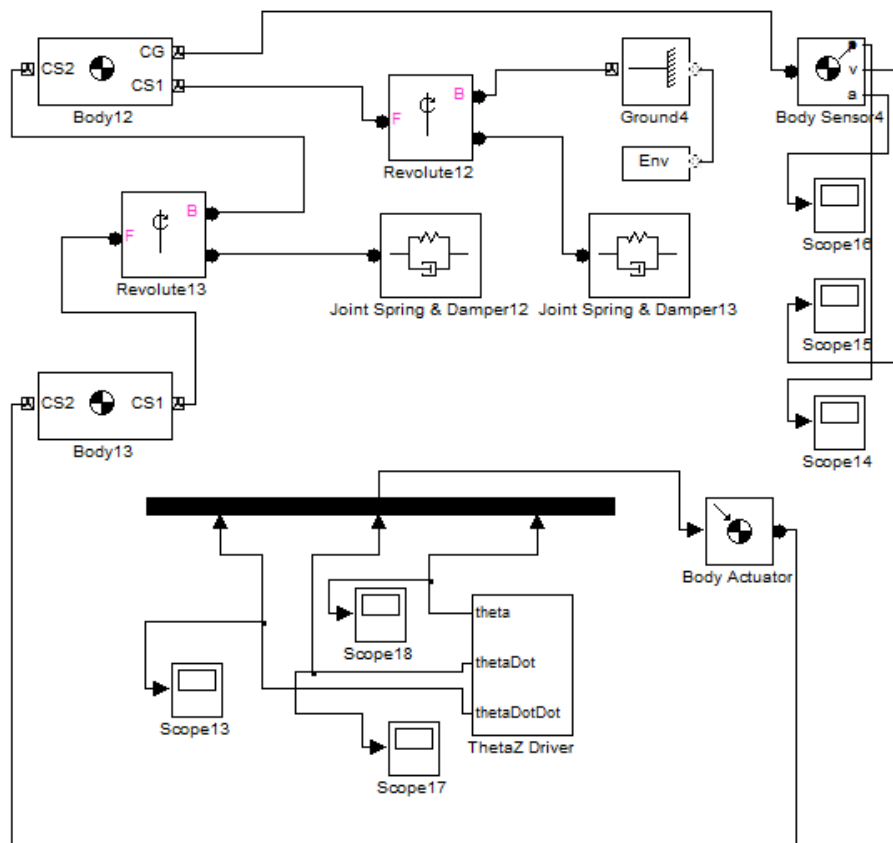 CG
CS2
CS1
Body12
B
F
Revolute12
Ground4
Env
p
v
a
Body Sensor4
Scope16
B
F
Revolute13
Joint Spring & Damper12
Joint Spring & Damper13
Scope15
CS2
CS1
Body13
Scope14
Body Actuator
theta
thetaDot
thetaDotDot
ThetaZ Driver
Scope18
Scope13
Scope17